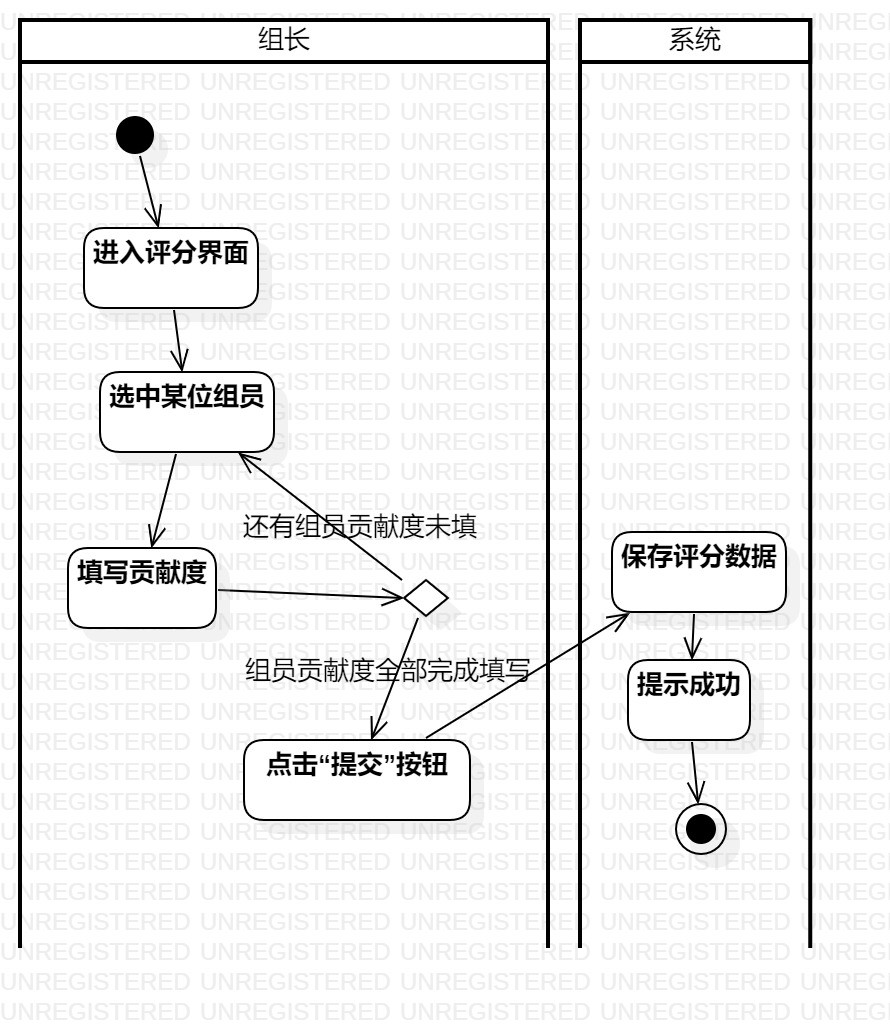 组长
系统
进入评分界面
选中某位组员
还有组员贡献度未填
填写贡献度
保存评分数据
组员贡献度全部完成填写
提示成功
点击“提交”按钮
UNREGISTERED